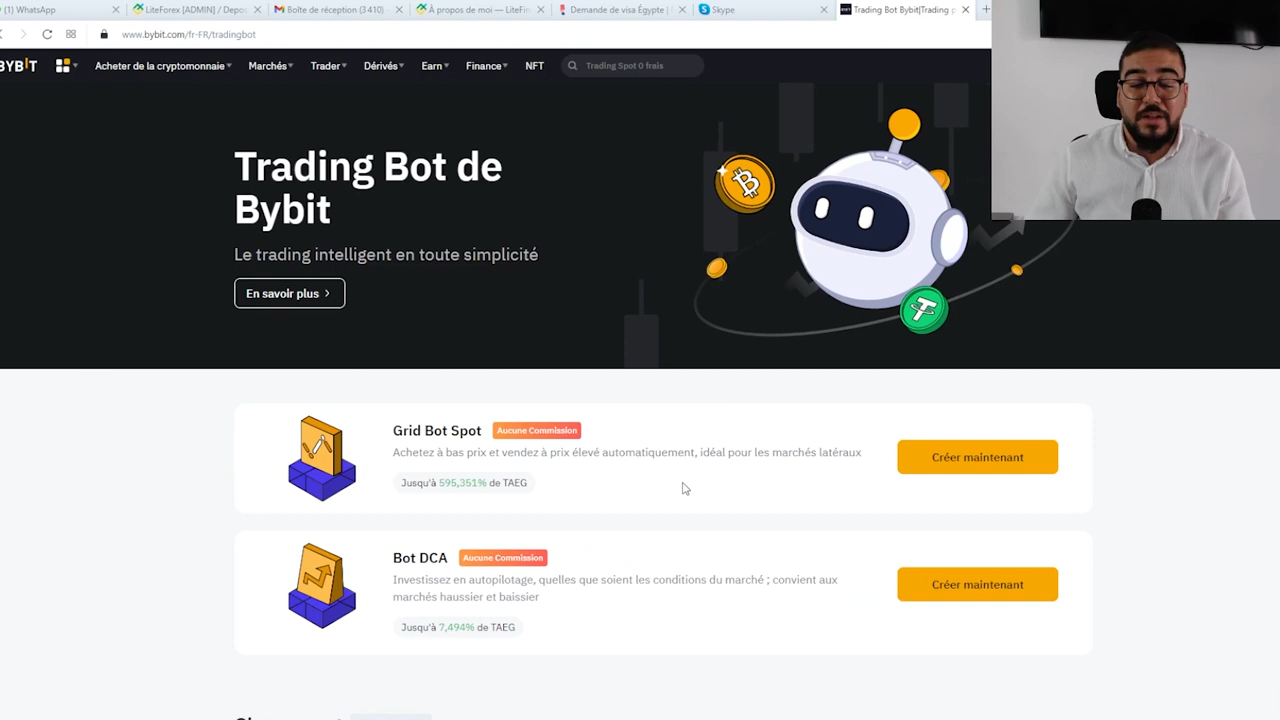 (1) WhatsApp
LiteForex [ADMIN] / Depo
Boîte de réception (3 410)
À propos de moi — LiteFin
Demande de visa Égypte |
Skype
Trading Bot Bybit|Trading p
www.bybit.com/fr-FR/tradingbot
BYBIT
Acheter de la cryptomonnaie
Marchés
Trader
Dérivés
Earn
Finance
NFT
Trading Spot 0 frais
Trading Bot de
Bybit
Le trading intelligent en toute simplicité
En savoir plus
Grid Bot Spot
Aucune Commission
Achetez à bas prix et vendez à prix élevé automatiquement, idéal pour les marchés latéraux
Jusqu'à 595,351% de TAEG
Créer maintenant
Bot DCA
Aucune Commission
Investissez en autopilotage, quelles que soient les conditions du marché ; convient aux
marchés haussier et baissier
Jusqu'à 7,494% de TAEG
Créer maintenant